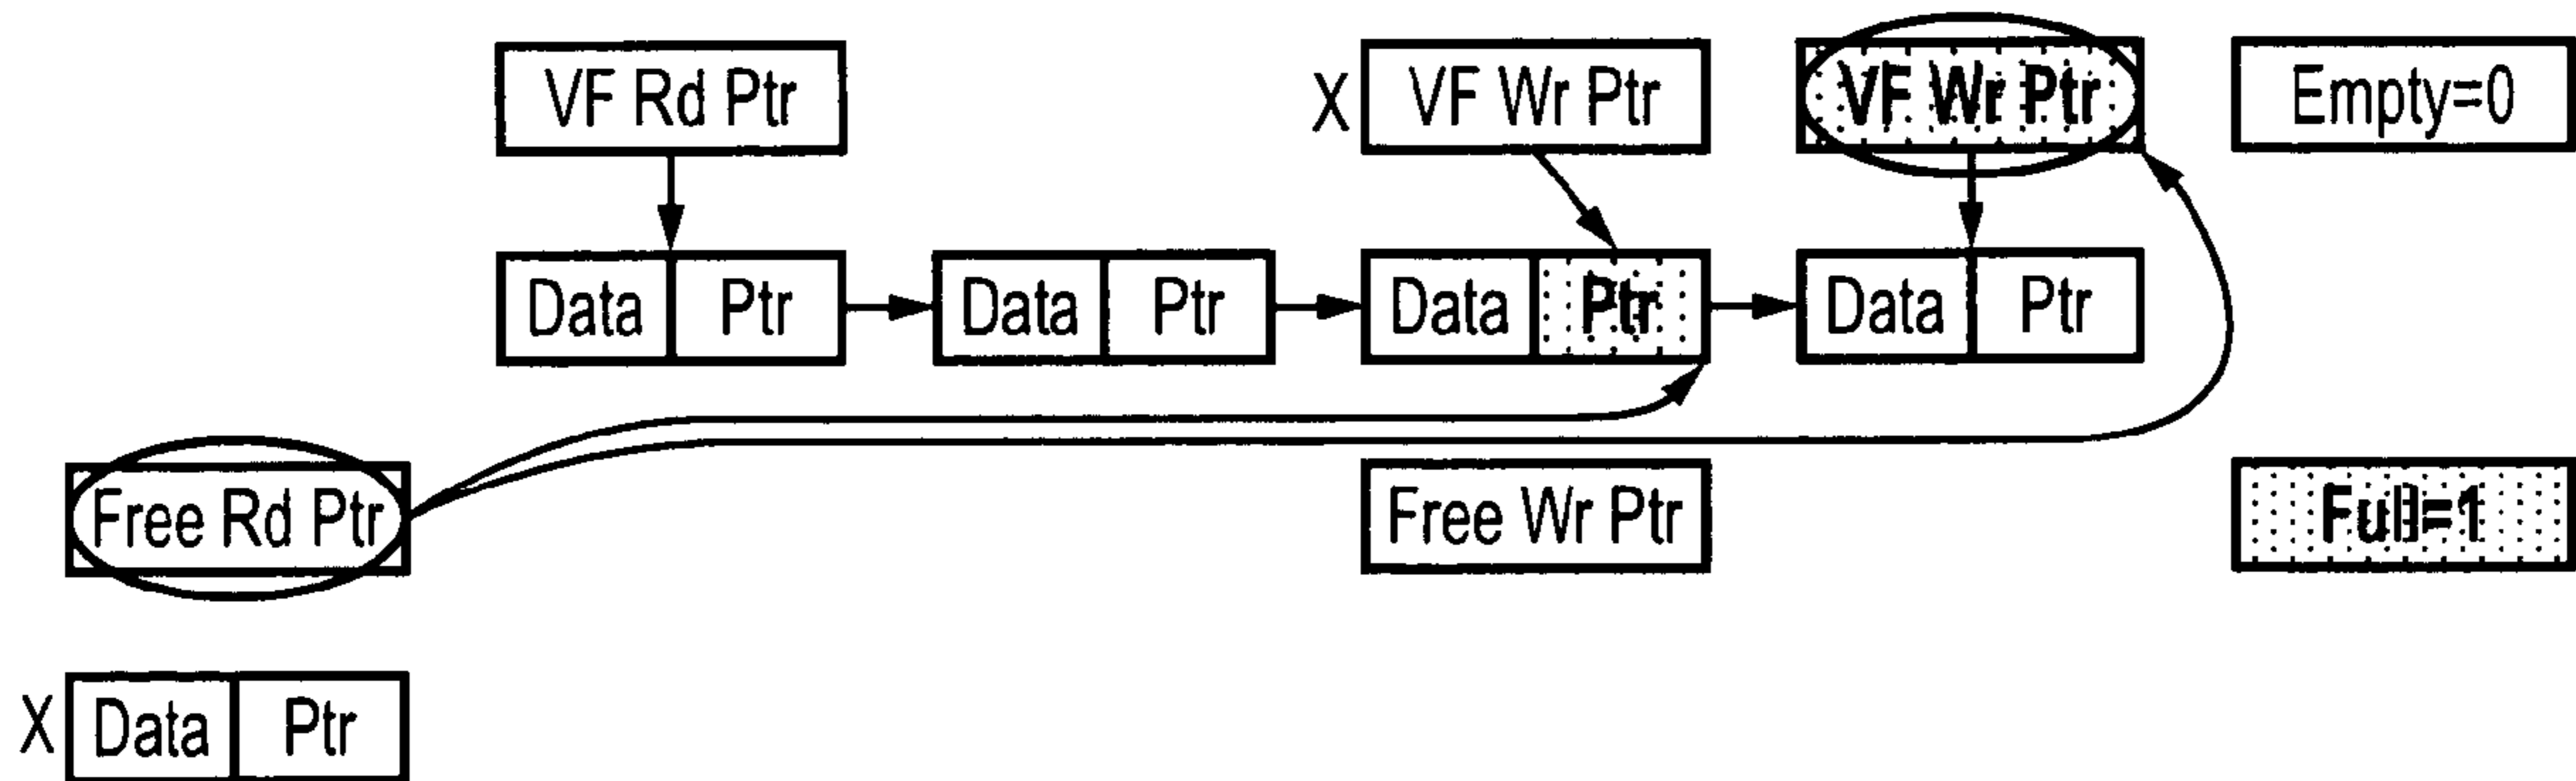 VF Rd Ptr X VF Wr Ptr VF Wr Ptr Empty=0
Data Ptr Data Ptr Data Ptr Data Ptr
Free Rd Ptr Free Wr Ptr Full=1
X Data Ptr